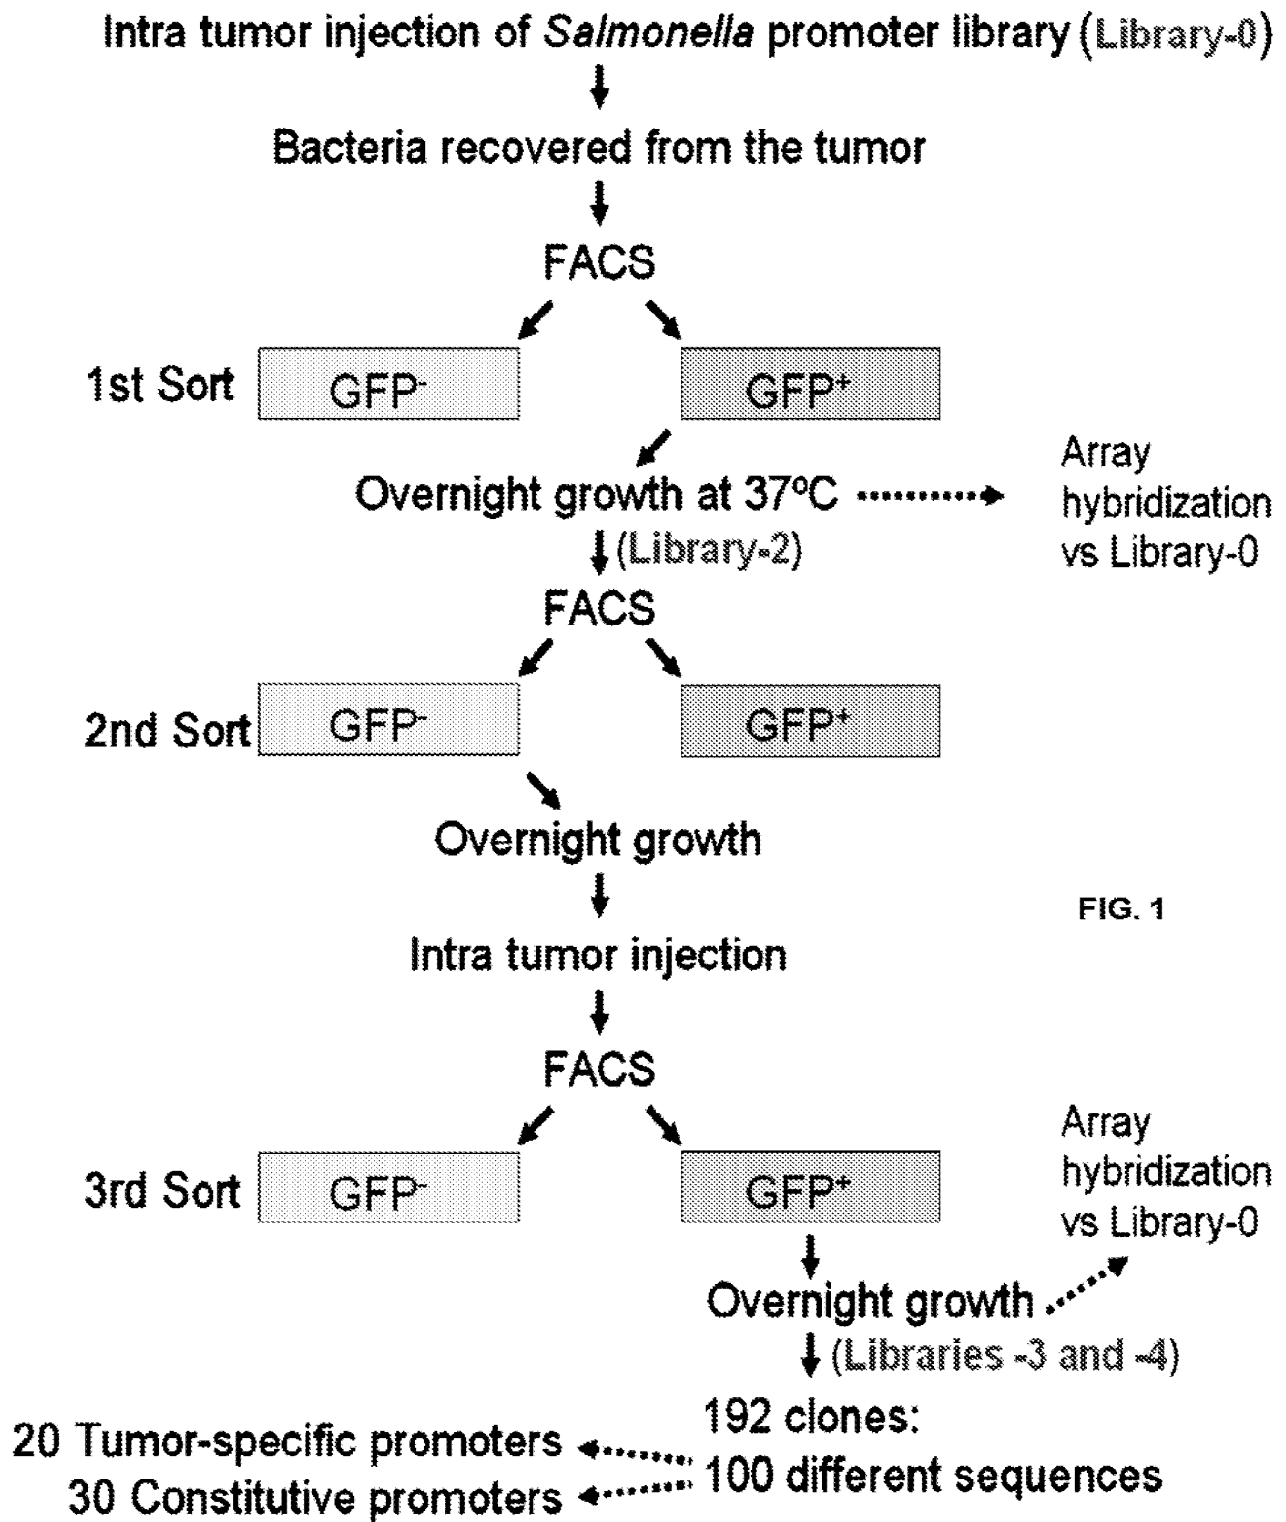 Intra tumor injection of Salmonella promoter library (Library-0)
Bacteria recovered from the tumor
FACS
1st Sort
GFP-
GFP+
Overnight growth at 37ºC
Array
hybridization
vs Library-0
(Library-2)
FACS
2nd Sort
GFP-
GFP+
Overnight growth
FIG. 1
Intra tumor injection
FACS
3rd Sort
GFP-
GFP+
Array
hybridization
vs Library-0
Overnight growth
(Libraries -3 and -4)
192 clones:
100 different sequences
20 Tumor-specific promoters
30 Constitutive promoters